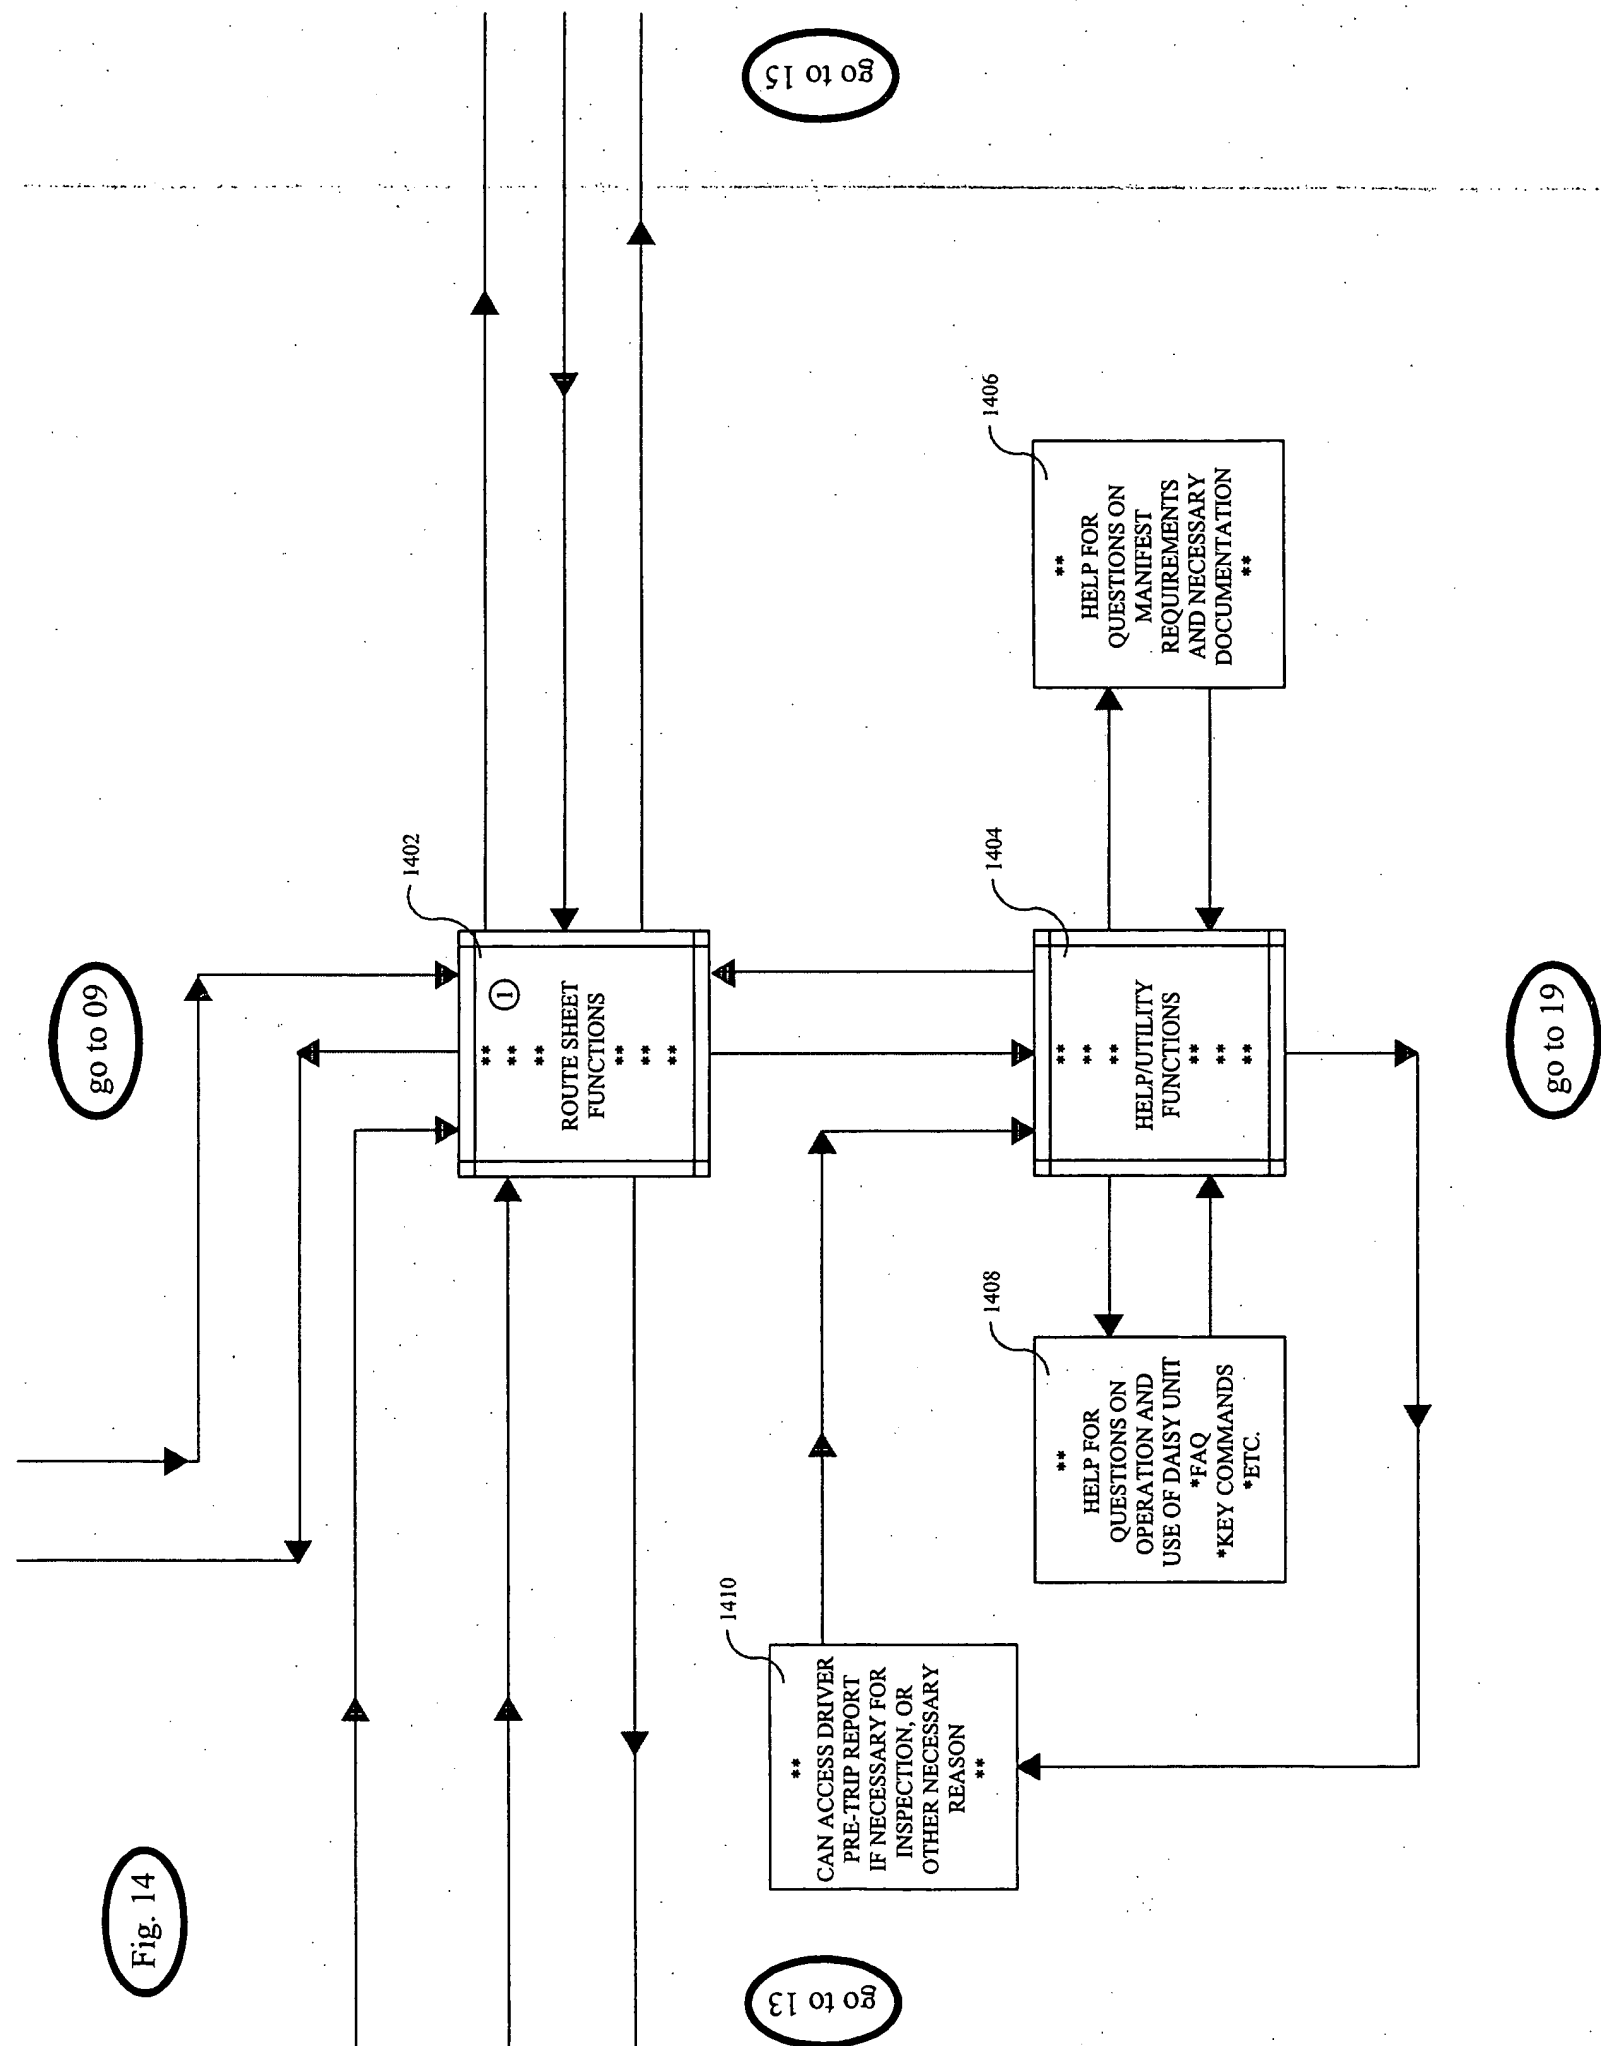 Fig. 14
go to 09
go to 13
go to 15
1402
**
**
**
1
ROUTE SHEET
FUNCTIONS
**
**
**
1410
**
CAN ACCESS DRIVER
PRE-TRIP REPORT
IF NECESSARY FOR
INSPECTION, OR
OTHER NECESSARY
REASON
**
1408
**
HELP FOR
QUESTIONS ON
OPERATION AND
USE OF DAISY UNIT
*FAQ
*KEY COMMANDS
*ETC.
1404
**
**
**
HELP/UTILITY
FUNCTIONS
**
**
**
1406
**
HELP FOR
QUESTIONS ON
MANIFEST
REQUIREMENTS
AND NECESSARY
DOCUMENTATION
**
go to 19